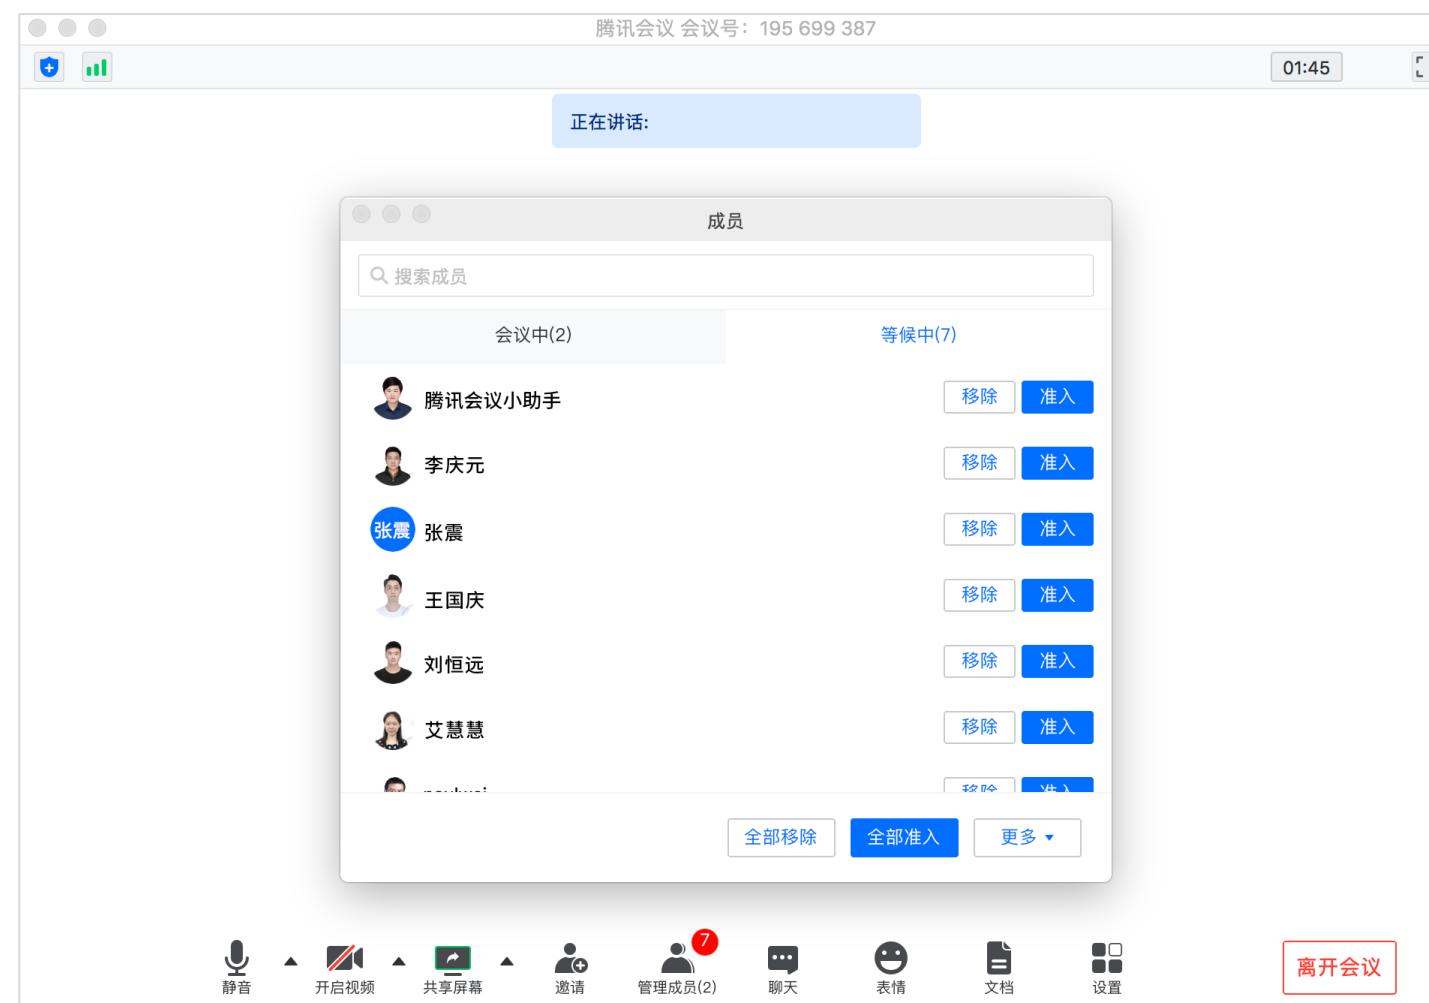 腾讯会议 会议号：195 699 387
01:45
正在讲话:
成员
搜索成员
会议中(2) 等候中(7)
腾讯会议小助手 移除 准入
李庆元 移除 准入
张震 张震 移除 准入
王国庆 移除 准入
刘恒远 移除 准入
艾慧慧 移除 准入
移除 准入
全部移除 全部准入 更多
7
静音 开启视频 共享屏幕 邀请 管理成员(2) 聊天 表情 文档 设置 离开会议